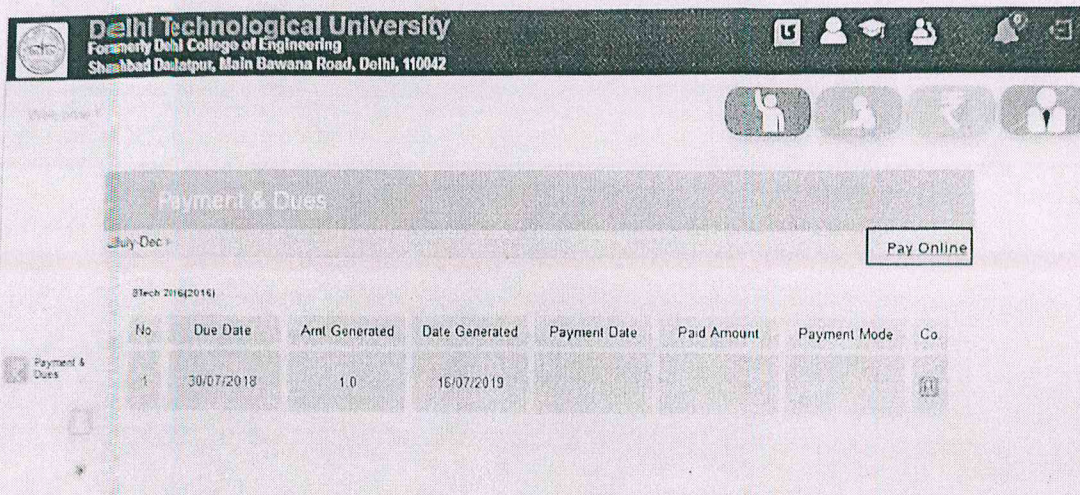 Delhi Technological University
Formerly Delhi College of Engineering
Shahbad Daulatpur, Main Bawana Road, Delhi, 110042
Welcome
Payment & Dues
July-Dec
Pay Online
BTech 2016(2016)
No. Due Date Amt Generated Date Generated Payment Date Paid Amount Payment Mode Co.
1 30/07/2018 1.0 16/07/2019
Payment &
Dues